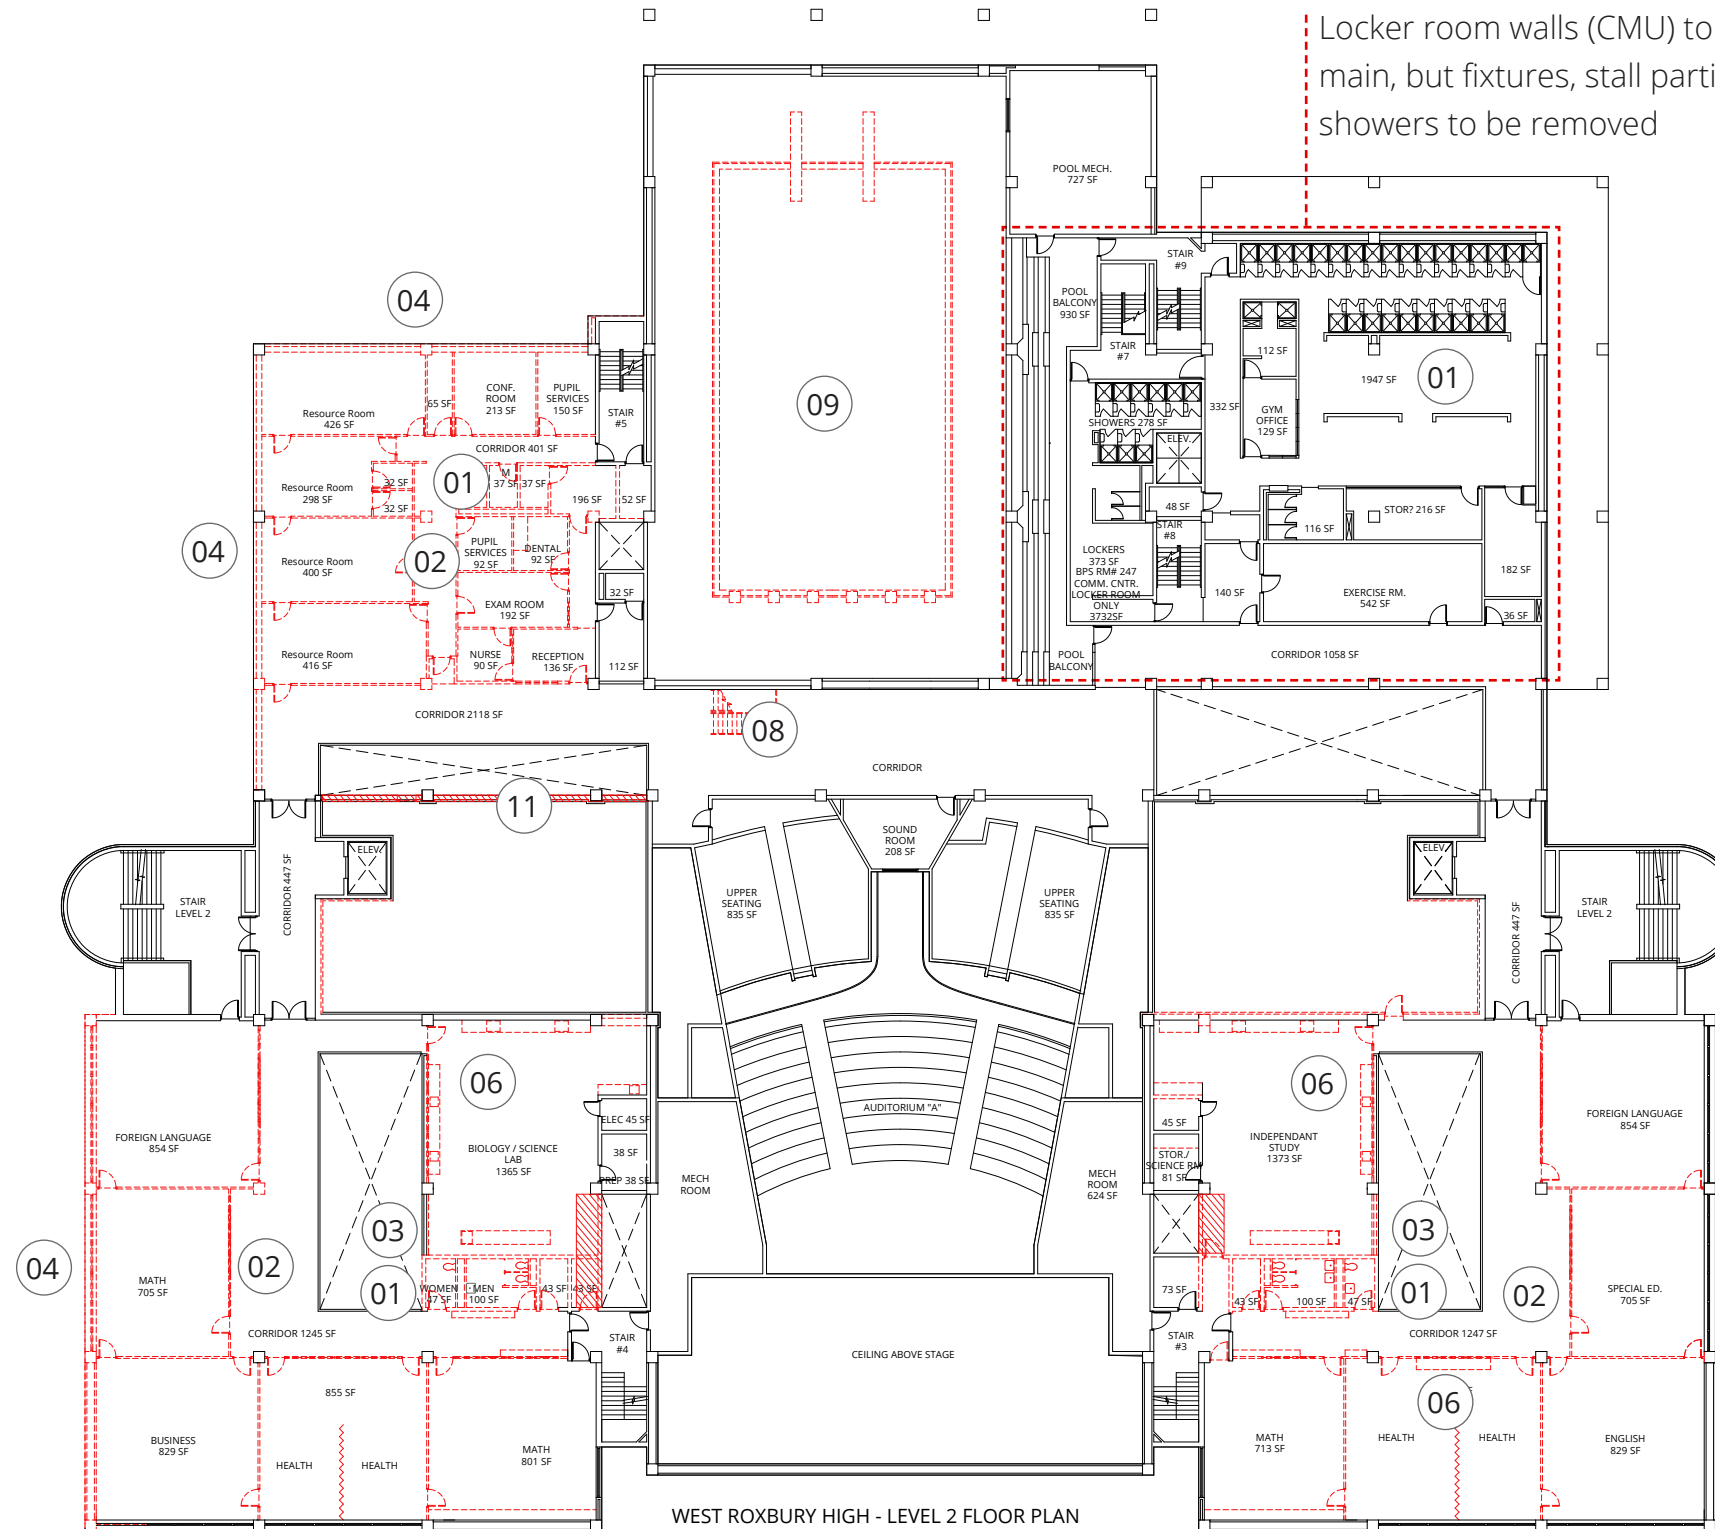 Locker room walls (CMU) to
main, but fixtures, stall parti
showers to be removed
POOL MECH.
727 SF
STAIR
#9
POOL
BALCONY
930 SF
STAIR
#7
04
112 SF
1947 SF
01
332 SF
GYM
OFFICE
129 SF
09
CONF.
ROOM
213 SF
PUPIL
SERVICES
150 SF
65 SF
Resource Room
426 SF
STAIR
#5
SHOWERS 278 SF
ELEV.
CORRIDOR 401 SF
01
M
37 SF
37 SF
32 SF
32 SF
Resource Room
298 SF
196 SF
52 SF
48 SF
STAIR
#8
116 SF
STOR? 216 SF
04
02
PUPIL
SERVICES
92 SF
DENTAL
92 SF
Resource Room
400 SF
LOCKERS
373 SF
BPS RM# 247
COMM. CNTR.
LOCKER ROOM
ONLY
3732SF
182 SF
140 SF
EXERCISE RM.
542 SF
32 SF
EXAM ROOM
192 SF
36 SF
Resource Room
416 SF
NURSE
90 SF
RECEPTION
136 SF
112 SF
POOL
BALCONY
CORRIDOR 1058 SF
CORRIDOR 2118 SF
08
CORRIDOR
11
SOUND
ROOM
208 SF
ELEV.
ELEV.
CORRIDOR 447 SF
STAIR
LEVEL 2
UPPER
SEATING
835 SF
UPPER
SEATING
835 SF
CORRIDOR 447 SF
STAIR
LEVEL 2
06
06
FOREIGN LANGUAGE
854 SF
BIOLOGY / SCIENCE
LAB
1365 SF
ELEC 45 SF
38 SF
PREP 38 SF
AUDITORIUM "A"
MECH
ROOM
MECH
ROOM
624 SF
45 SF
STOR./
SCIENCE RM
81 SF
INDEPENDANT
STUDY
1373 SF
FOREIGN LANGUAGE
854 SF
03
03
04
02
MATH
705 SF
01
WOMEN
47 SF
MEN
100 SF
43 SF
43 SF
73 SF
43 SF
100 SF
47 SF
01
02
SPECIAL ED.
705 SF
CORRIDOR 1245 SF
STAIR
#4
CEILING ABOVE STAGE
STAIR
#3
CORRIDOR 1247 SF
855 SF
06
BUSINESS
829 SF
HEALTH
HEALTH
MATH
801 SF
MATH
713 SF
HEALTH
HEALTH
ENGLISH
829 SF
WEST ROXBURY HIGH - LEVEL 2 FLOOR PLAN